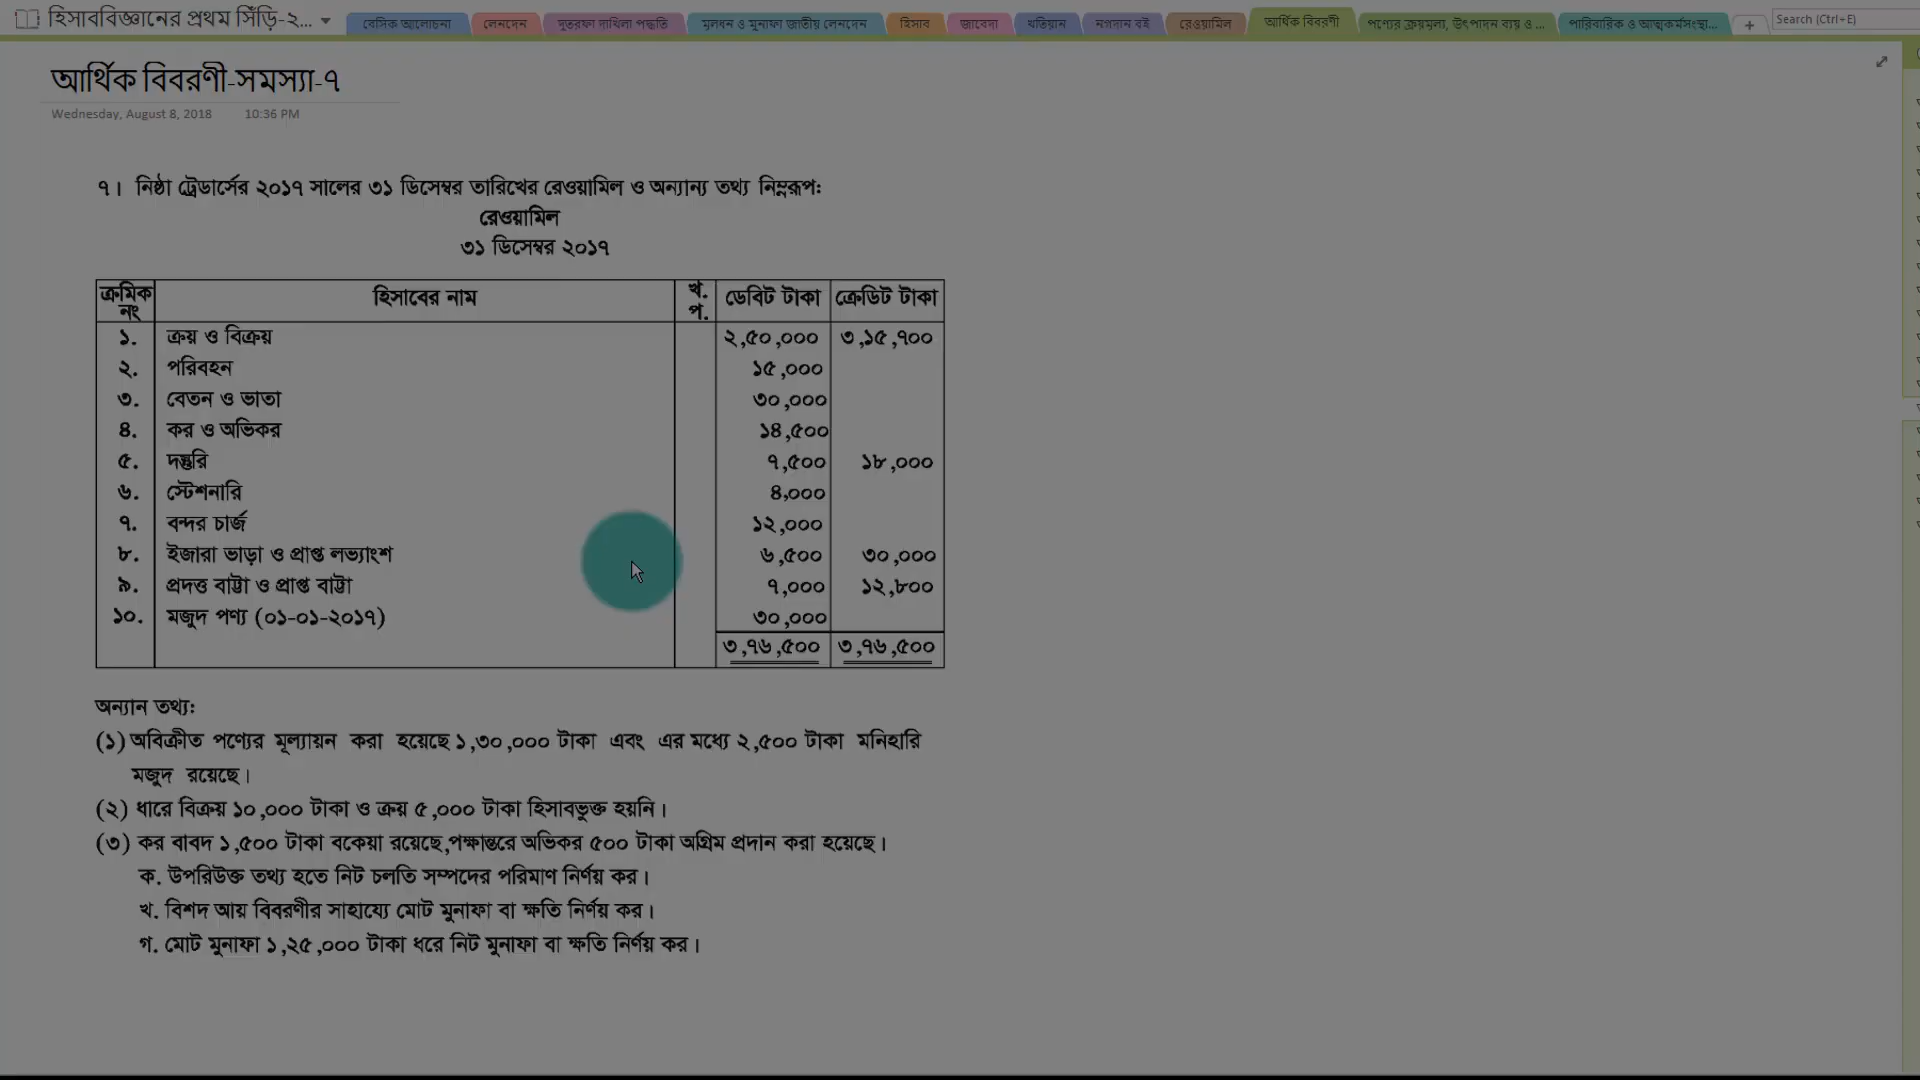 হিসাববিজ্ঞানের প্রথম সিঁড়ি-২...
বেসিক আলোচনা
লেনদেন
দুতরফা দাখিলা পদ্ধতি
মূলধন ও মুনাফা জাতীয় লেনদেন
হিসাব
জাবেদা
খতিয়ান
নগদান বই
রেওয়ামিল
আর্থিক বিবরণী
পণ্যের ক্রয়মূল্য, উৎপাদন ব্যয় ও ...
পারিবারিক ও আত্মকর্মসংস্থা...
Search (Ctrl+E)
আর্থিক বিবরণী-সমস্যা-৭
Wednesday, August 8, 2018 10:36 PM
৭। নিষ্ঠা ট্রেডার্সের ২০১৭ সালের ৩১ ডিসেম্বর তারিখের রেওয়ামিল ও অন্যান্য তথ্য নিম্নরূপ:
রেওয়ামিল
৩১ ডিসেম্বর ২০১৭
ক্রমিক নং হিসাবের নাম খ. প. ডেবিট টাকা ক্রেডিট টাকা
১. ক্রয় ও বিক্রয় ২,৫০,০০০ ৩,১৫,৭০০
২. পরিবহন ১৫,০০০
৩. বেতন ও ভাতা ৩০,০০০
৪. কর ও অভিকর ১৪,৫০০
৫. দস্তুরি ৭,৫০০ ১৮,০০০
৬. স্টেশনারি ৪,০০০
৭. বন্দর চার্জ ১২,০০০
৮. ইজারা ভাড়া ও প্রাপ্ত লভ্যাংশ ৬,৫০০ ৩০,০০০
৯. প্রদত্ত বাট্টা ও প্রাপ্ত বাট্টা ৭,০০০ ১২,৮০০
১০. মজুদ পণ্য (০১-০১-২০১৭) ৩০,০০০
৩,৭৬,৫০০ ৩,৭৬,৫০০
অন্যান তথ্য:
(১) অবিক্রীত পণ্যের মূল্যায়ন করা হয়েছে ১,৩০,০০০ টাকা এবং এর মধ্যে ২,৫০০ টাকা মনিহারি
মজুদ রয়েছে।
(২) ধারে বিক্রয় ১০,০০০ টাকা ও ক্রয় ৫,০০০ টাকা হিসাবভুক্ত হয়নি।
(৩) কর বাবদ ১,৫০০ টাকা বকেয়া রয়েছে,পক্ষান্তরে অভিকর ৫০০ টাকা অগ্রিম প্রদান করা হয়েছে।
ক. উপরিউক্ত তথ্য হতে নিট চলতি সম্পদের পরিমাণ নির্ণয় কর।
খ. বিশদ আয় বিবরণীর সাহায্যে মোট মুনাফা বা ক্ষতি নির্ণয় কর।
গ. মোট মুনাফা ১,২৫,০০০ টাকা ধরে নিট মুনাফা বা ক্ষতি নির্ণয় কর।